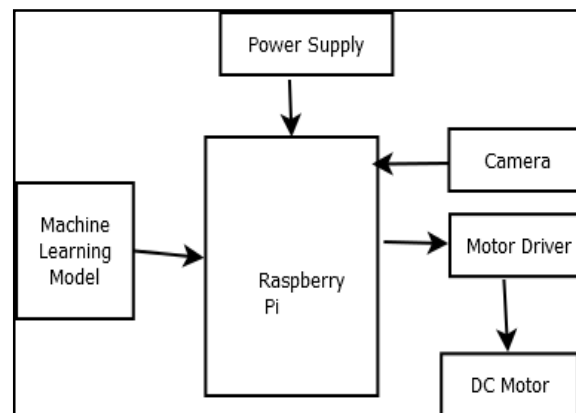 Power Supply
Camera
Machine
Learning
Model
Motor Driver
Raspberry
Pi
DC Motor